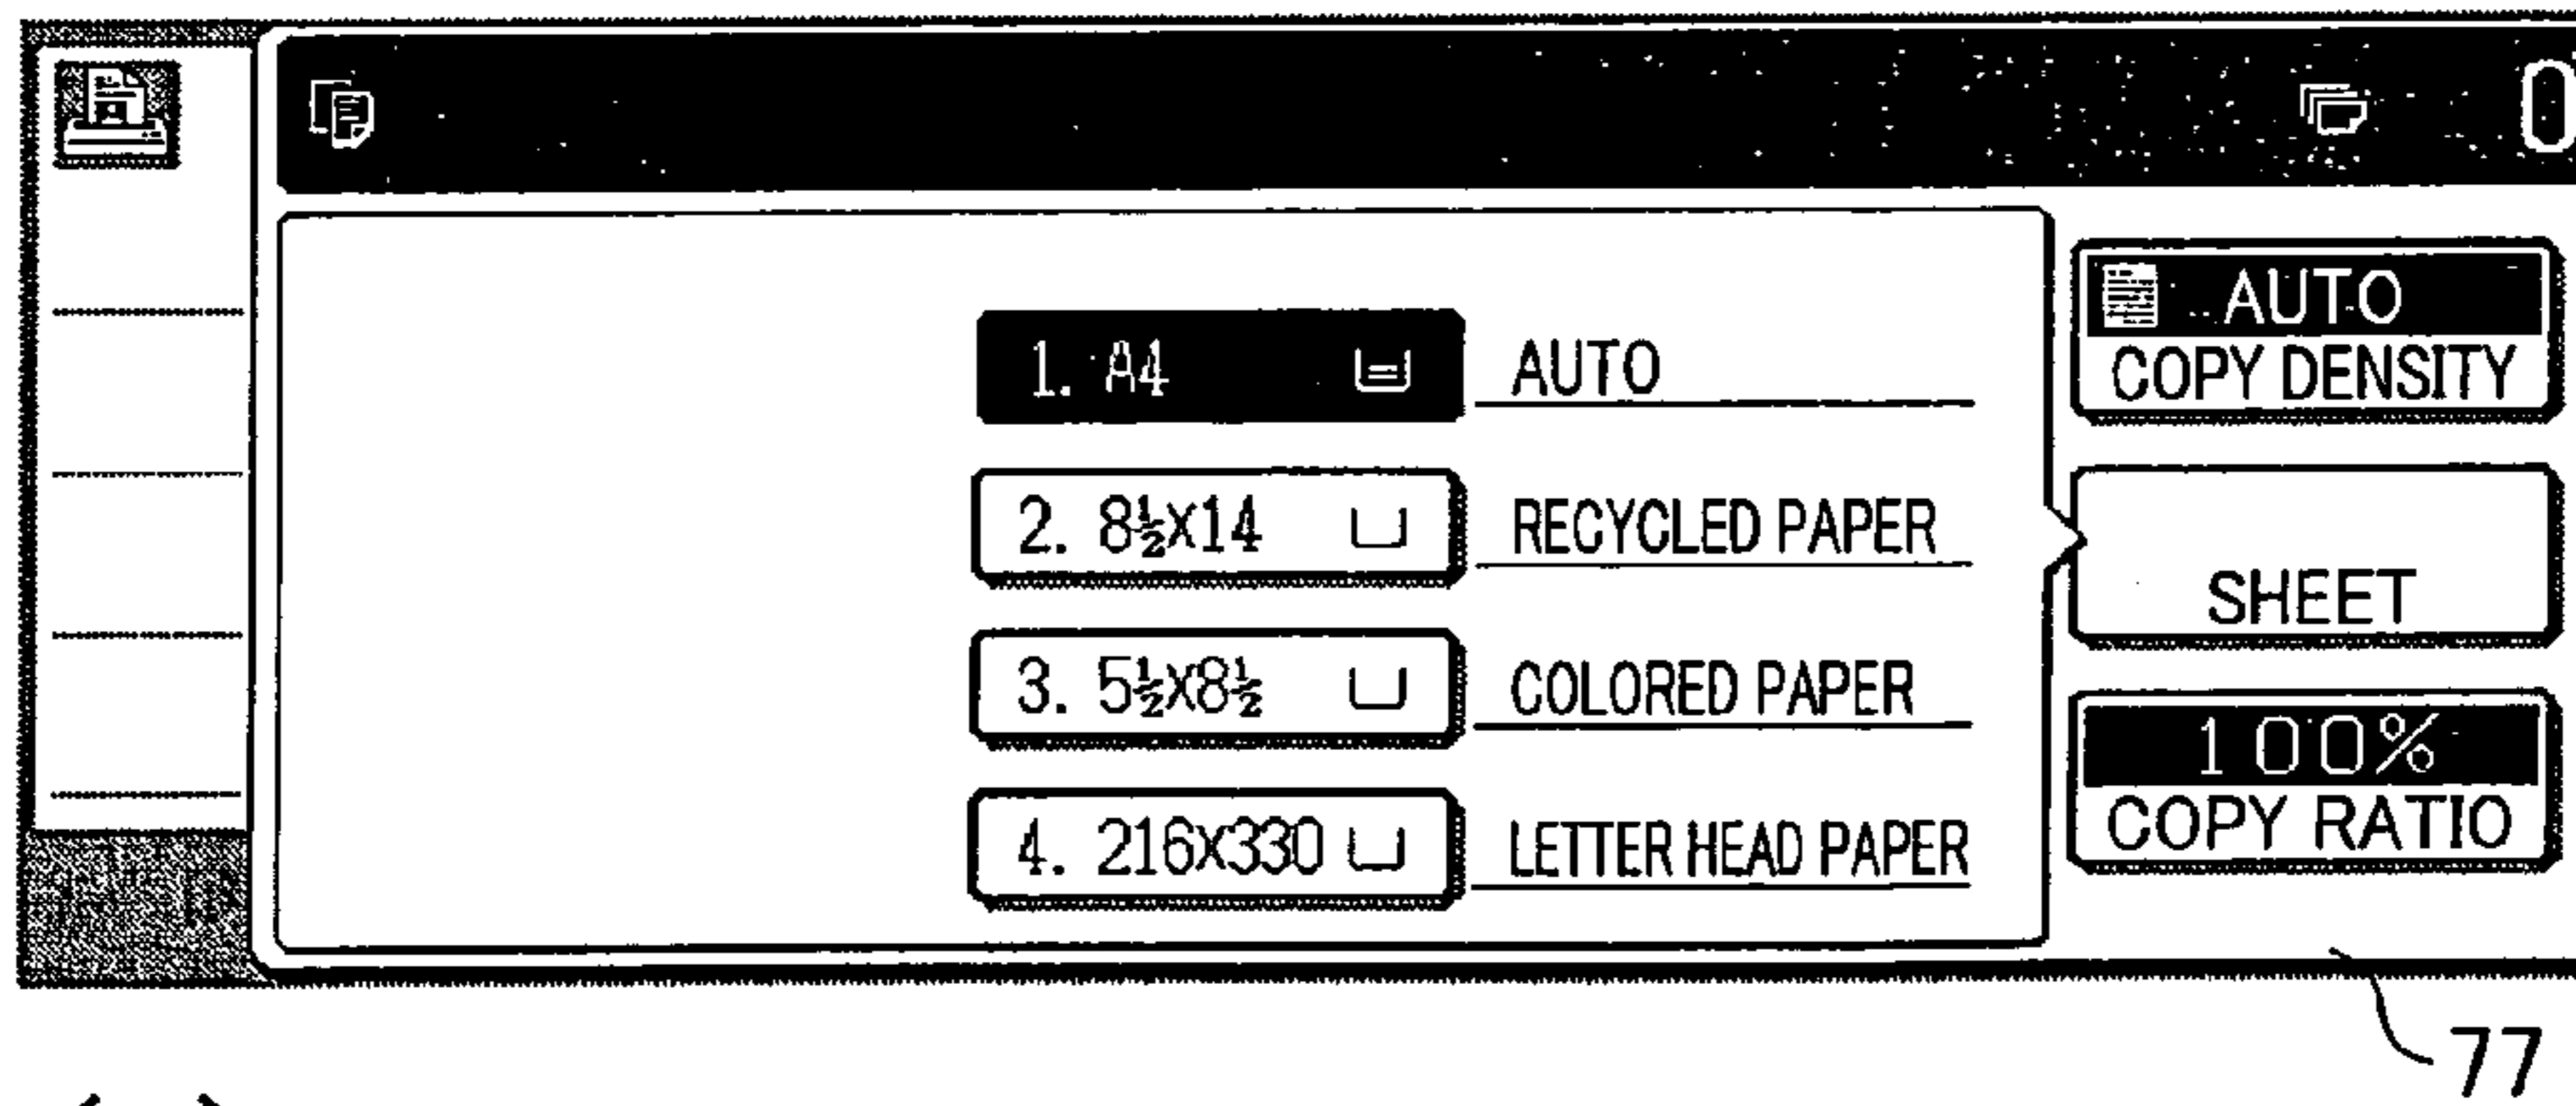 0
1. A4 AUTO
2. 8½X14 RECYCLED PAPER
3. 5½X8½ COLORED PAPER
4. 216X330 LETTER HEAD PAPER
AUTO
COPY DENSITY
SHEET
100%
COPY RATIO
77